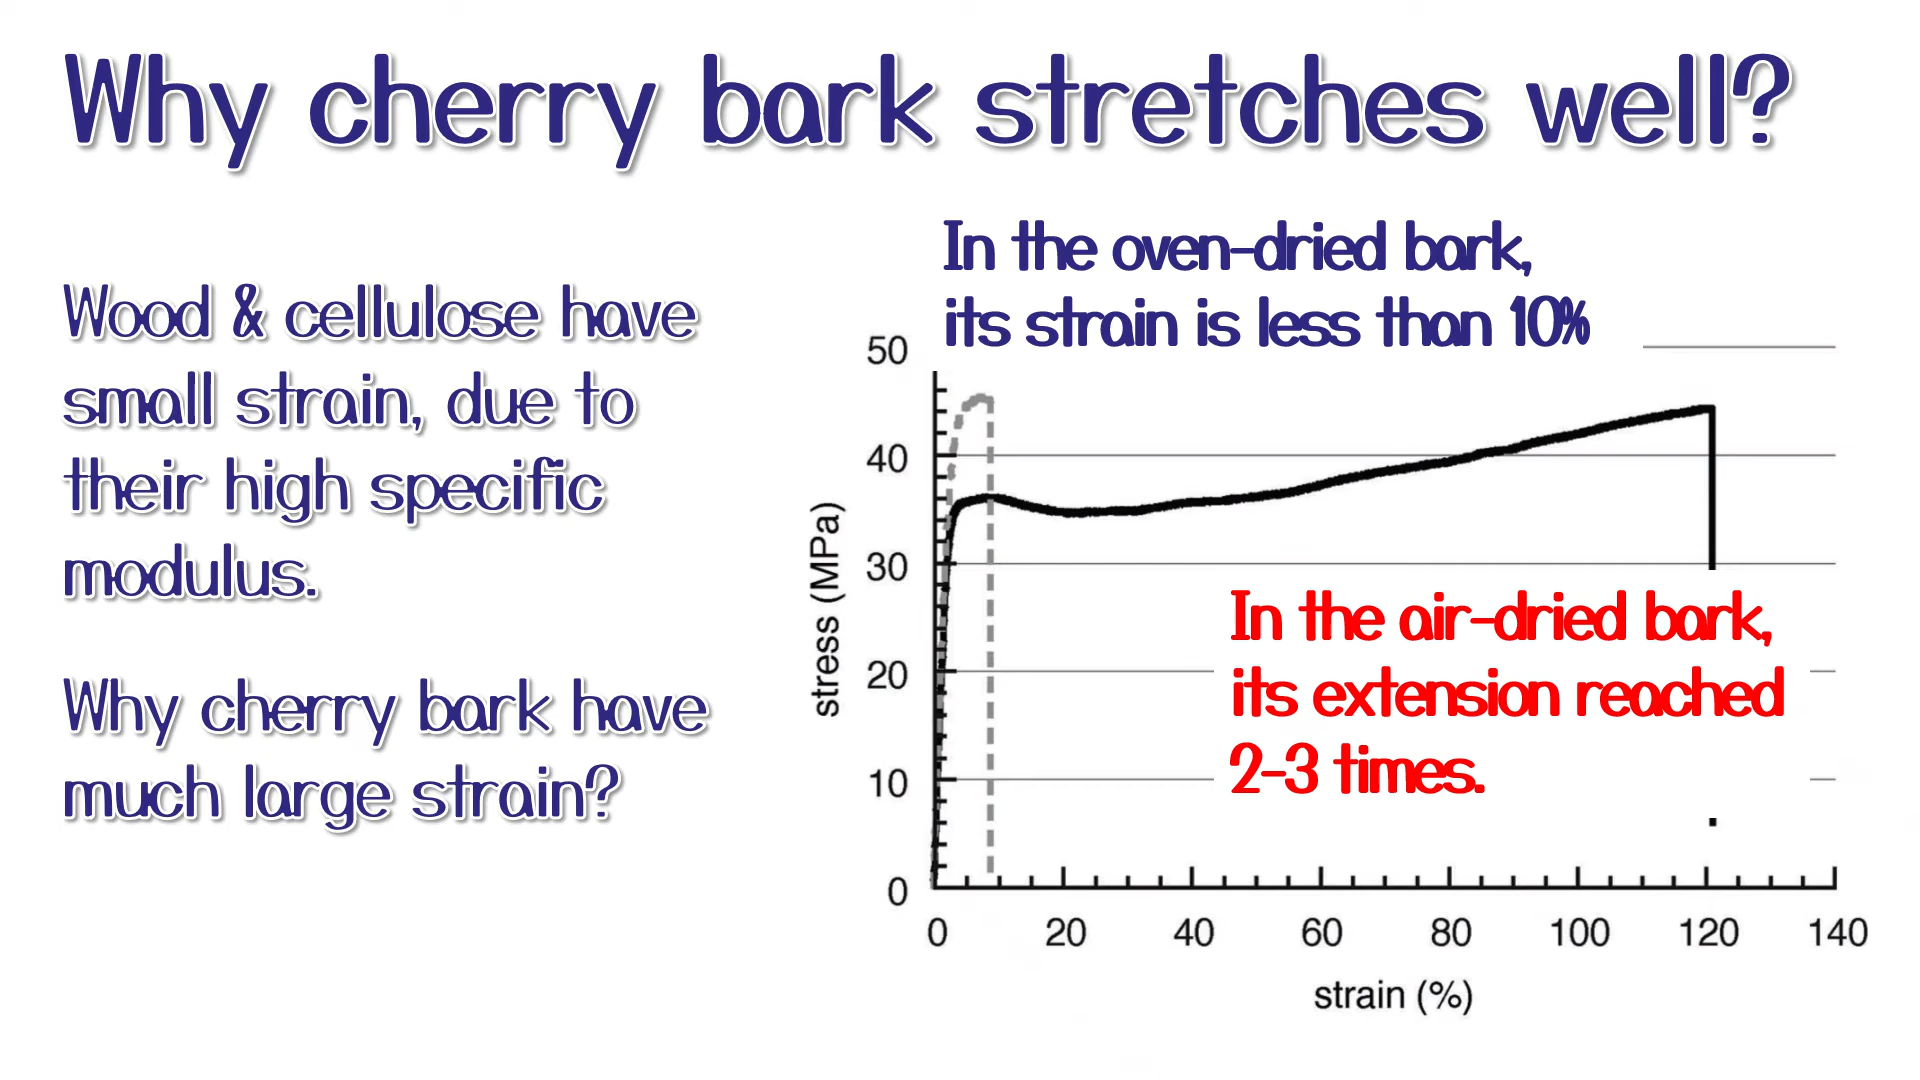 Why cherry bark stretches well?
Wood & cellulose have
small strain, due to
their high specific
modulus.
Why cherry bark have
much large strain?
In the oven-dried bark,
its strain is less than 10%
50
40
30
20
10
0
stress (MPa)
In the air-dried bark,
its extension reached
2-3 times.
0 20 40 60 80 100 120 140
strain (%)